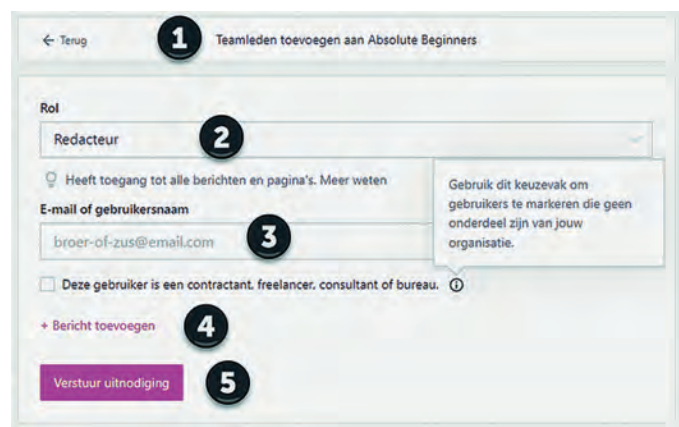 ← Terug
1
Teamleden toevoegen aan Absolute Beginners
Rol
Redacteur
2
Heeft toegang tot alle berichten en pagina's. Meer weten
E-mail of gebruikersnaam
broer-of-zus@email.com
3
Gebruik dit keuzevak om
gebruikers te markeren die geen
onderdeel zijn van jouw
organisatie.
Deze gebruiker is een contractant, freelancer, consultant of bureau.
+ Bericht toevoegen
4
Verstuur uitnodiging
5